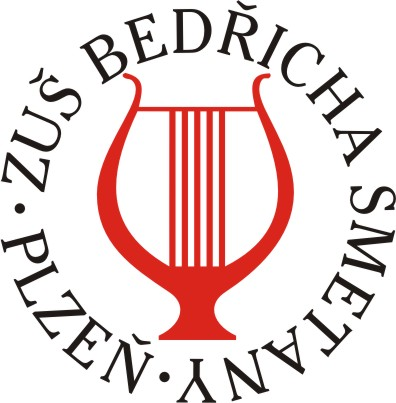 ZUŠ BEDŘICHA SMETANY · PLZEŇ ·